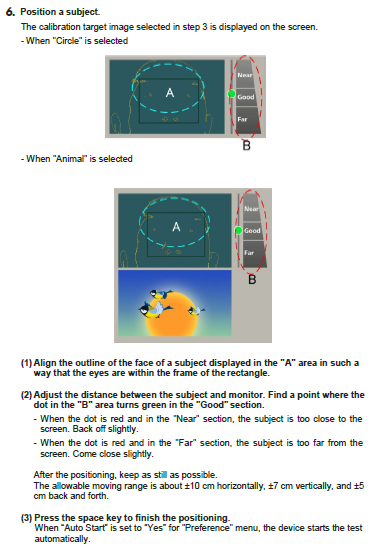 6. Position a subject.
The calibration target image selected in step 3 is displayed on the screen.
- When "Circle" is selected
Near
A
Good
Far
B
- When "Animal" is selected
Near
A
Good
Far
B
(1) Align the outline of the face of a subject displayed in the "A" area in such
a way that the eyes are within the frame of the rectangle.
(2) Adjust the distance between the subject and monitor. Find a point where the
dot in the "B" area turns green in the "Good" section.
- When the dot is red and in the "Near" section, the subject is too close to the
screen. Back off slightly.
- When the dot is red and in the "Far" section, the subject is too far from the
screen. Come close slightly.
After the positioning, keep as still as possible.
The allowable moving range is about ±10 cm horizontally, ±7 cm vertically, and ±5
cm back and forth.
(3) Press the space key to finish the positioning.
When "Auto Start" is set to "Yes" for "Preference" menu, the device starts the test
automatically.